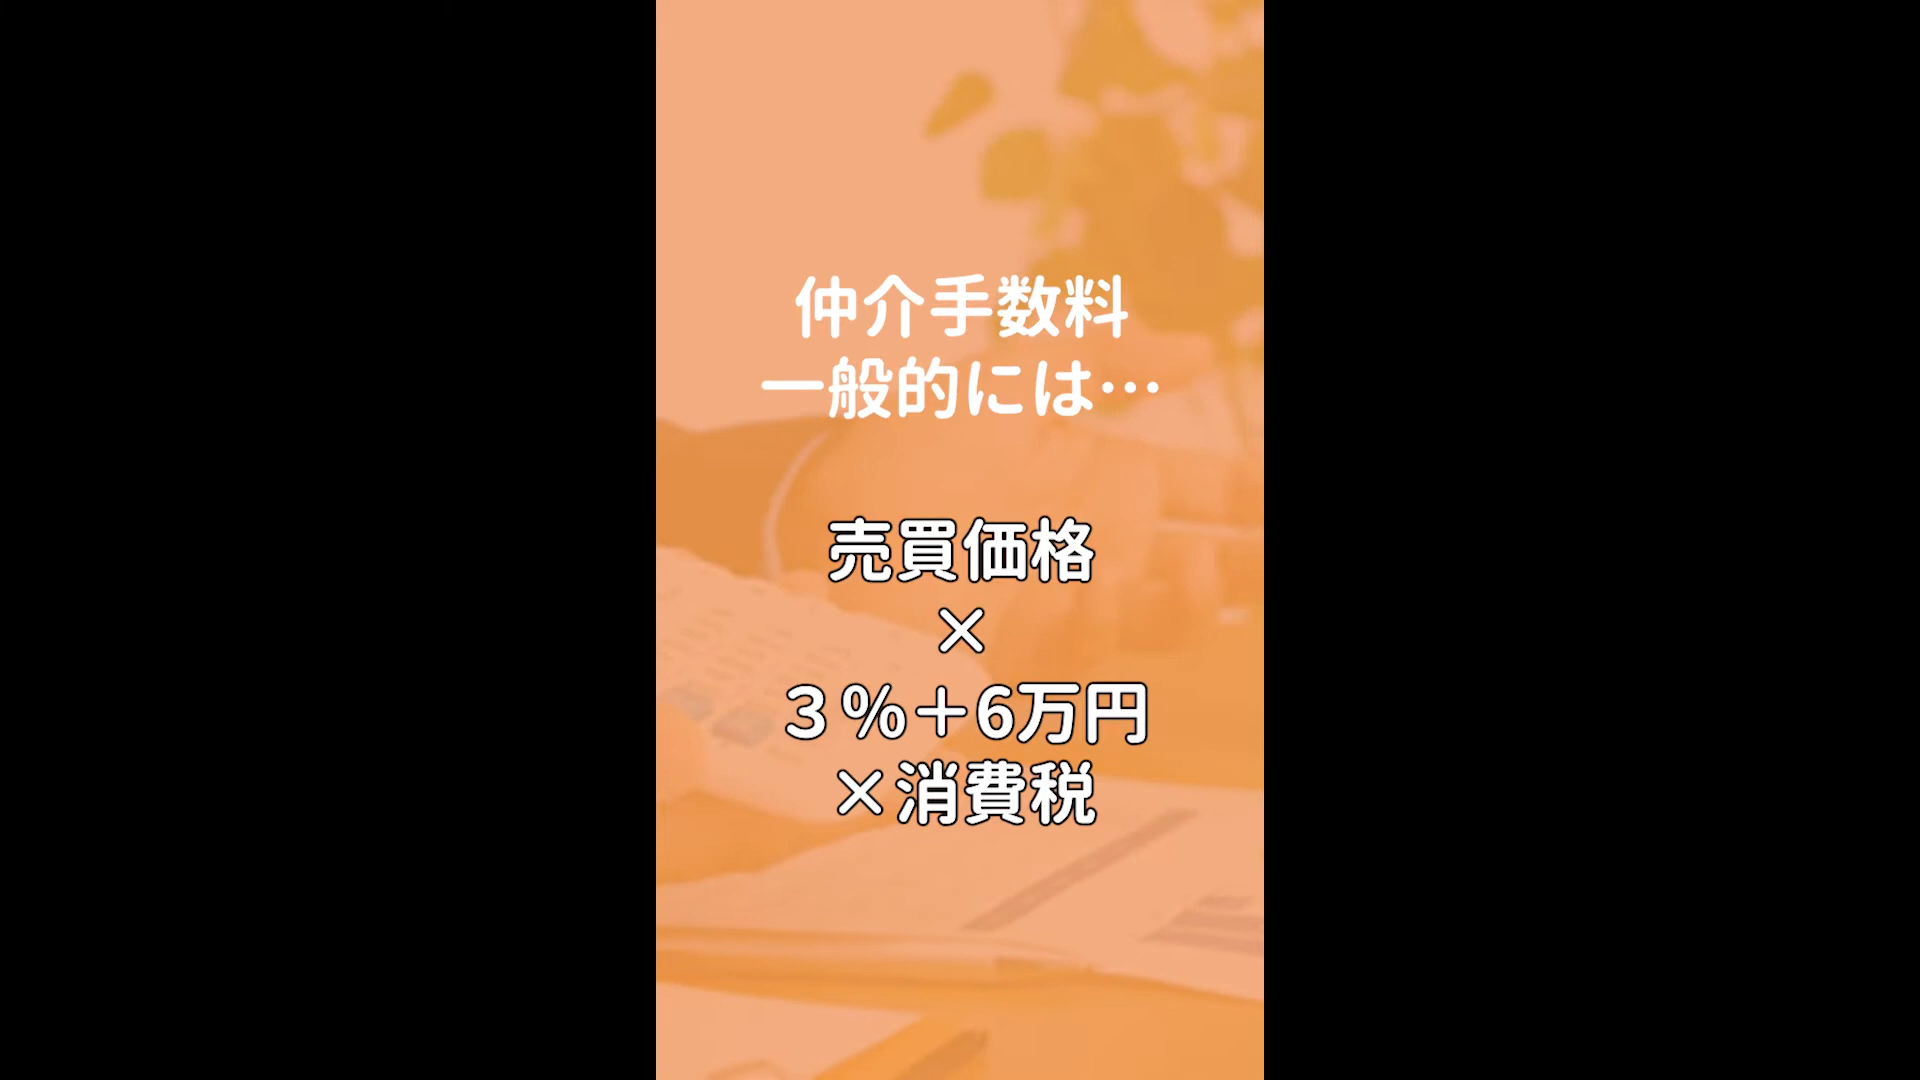 仲介手数料
一般的には…
売買価格
×
３％＋6万円
×消費税